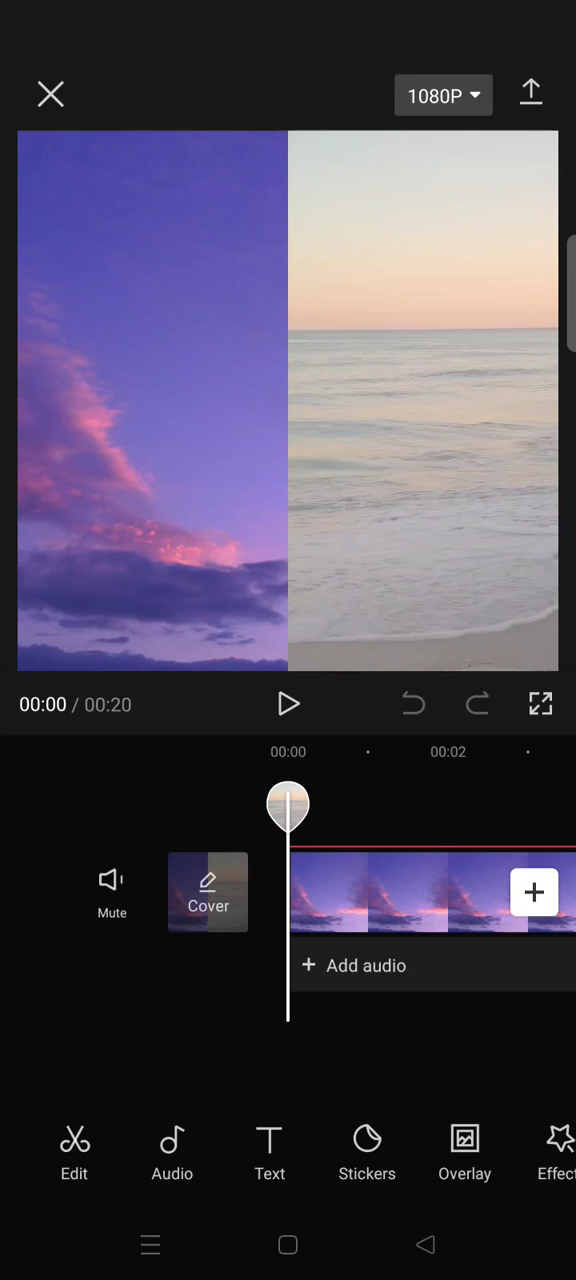 1080P
00:00 / 00:20
00:00
00:02
Mute
Cover
+ Add audio
Edit
Audio
Text
Stickers
Overlay
Effect